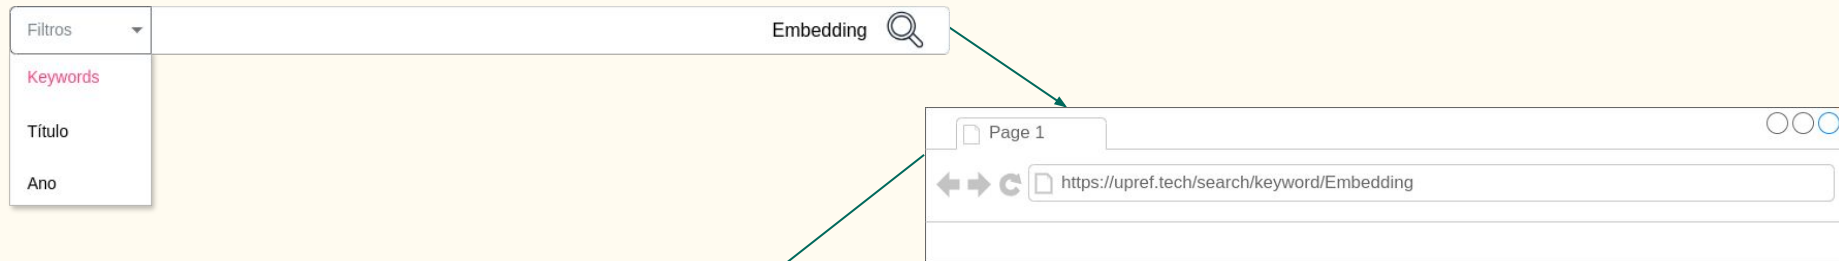 Filtros
Embedding
Keywords
Título
Ano
Page 1
https://upref.tech/search/keyword/Embedding